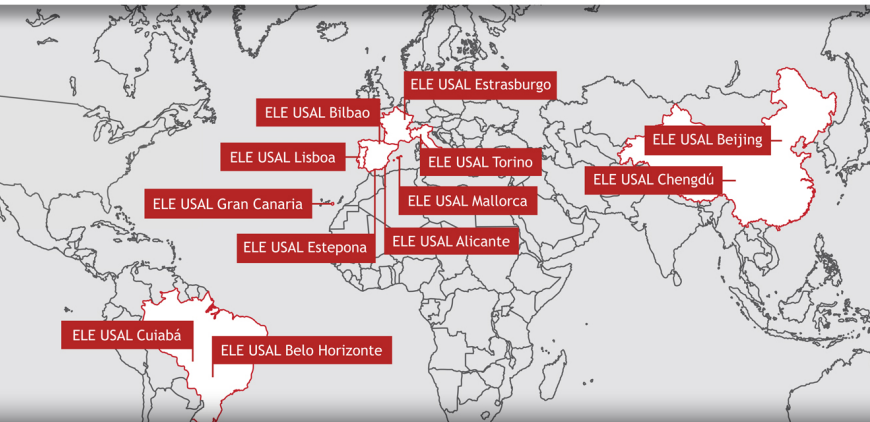 ELE USAL Estrasburgo
ELE USAL Bilbao
ELE USAL Beijing
ELE USAL Lisboa
ELE USAL Torino
ELE USAL Chengdú
ELE USAL Gran Canaria
ELE USAL Mallorca
ELE USAL Estepona
ELE USAL Alicante
ELE USAL Cuiabá
ELE USAL Belo Horizonte